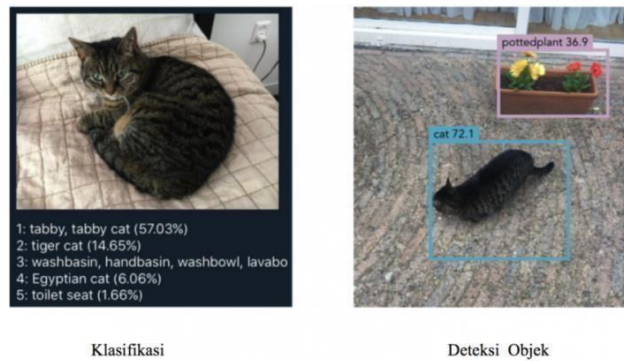 1: tabby, tabby cat (57.03%)
2: tiger cat (14.65%)
3: washbasin, handbasin, washbowl, lavabo
4: Egyptian cat (6.06%)
5: toilet seat (1.66%)
pottedplant 36.9
cat 72.1
Klasifikasi
Deteksi Objek